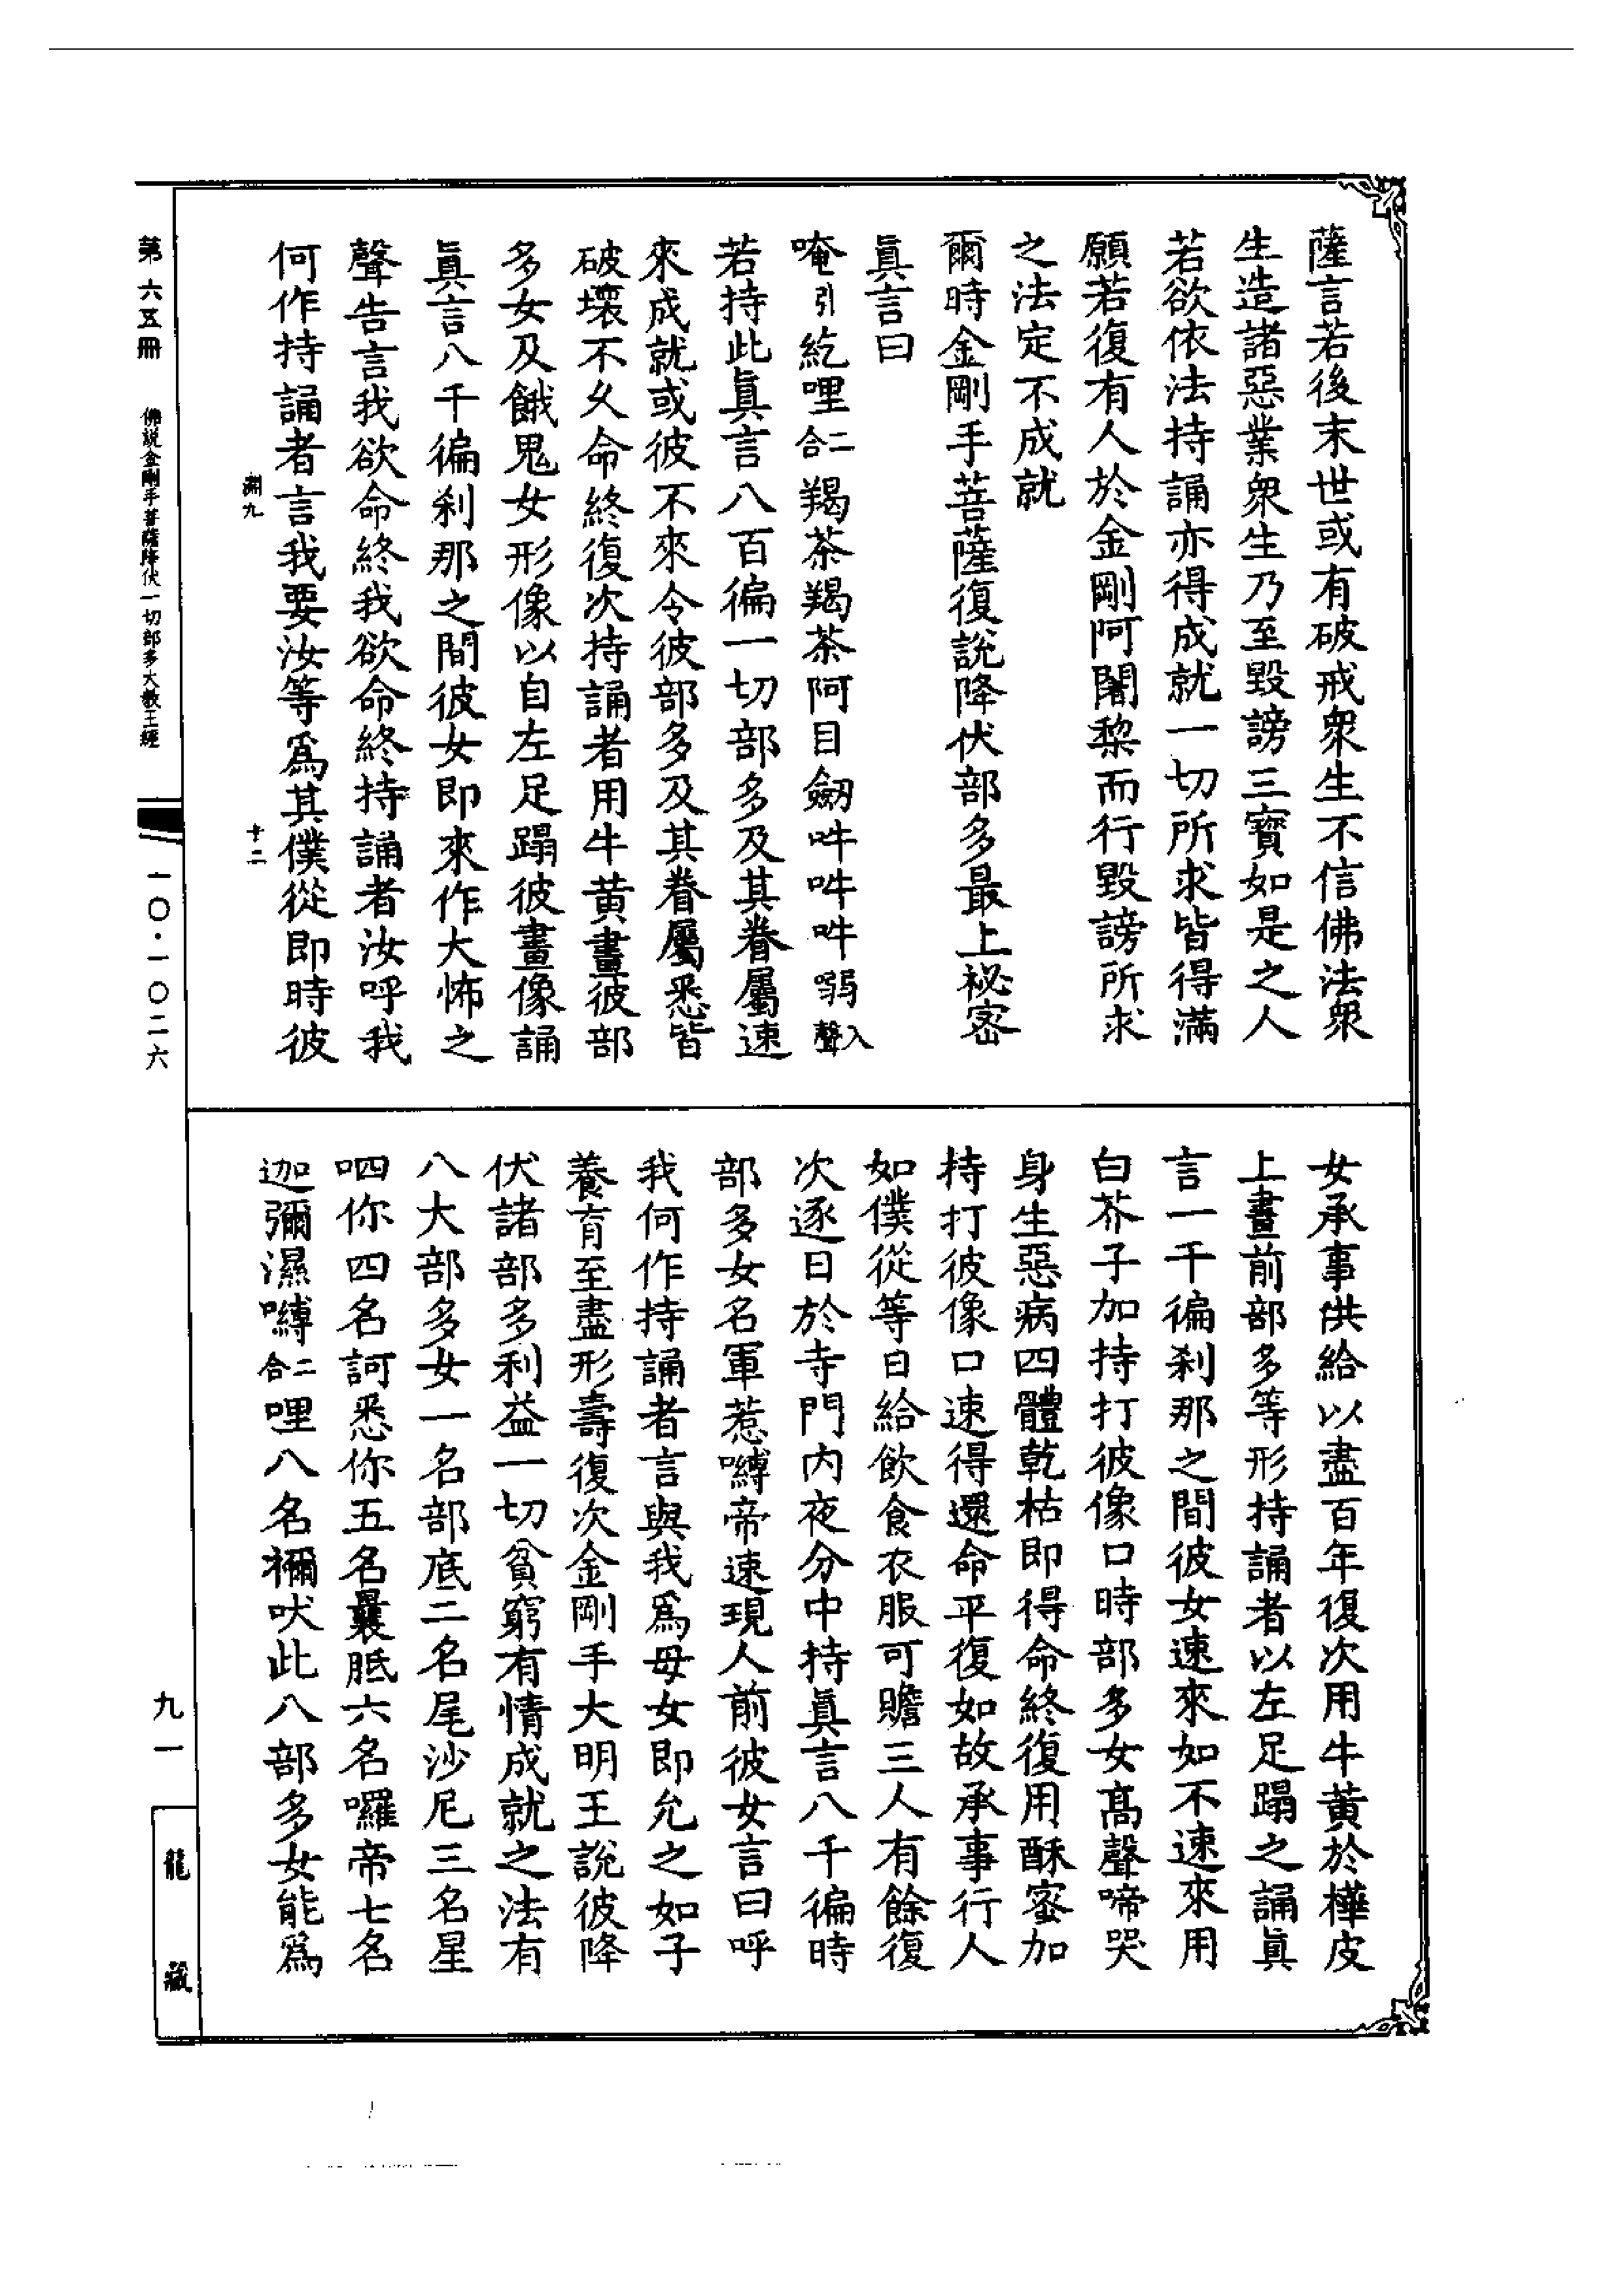 薩言若後末世或有破戒衆生不信佛法衆
生造諸惡業衆生乃至毀謗三寶如是之人
若欲依法持誦亦得成就一切所求皆得滿
願若復有人於金剛阿闍黎而行毀謗所求
之法定不成就
爾時金剛手菩薩復説降伏部多最上祕密
眞言曰
唵引紇哩二合羯茶羯茶阿目劒吽吽吽㗙入聲
若持此眞言八百徧一切部多及其眷屬速
來成就或彼不來令彼部多及其眷屬悉皆
破壞不久命終復次持誦者用牛黄畫彼部
多女及餓鬼女形像以自左足蹋彼畫像誦
眞言八千徧刹那之間彼女即來作大怖之
聲告言我欲命終我欲命終持誦者汝呼我
何作持誦者言我要汝等爲其僕從即時彼
淵九
十二
女承事供給以盡百年復次用牛黄於樺皮
上畫前部多等形持誦者以左足蹋之誦眞
言一千徧刹那之間彼女速來如不速來用
白芥子加持打彼像口時部多女高聲啼哭
身生惡病四體乾枯即得命終復用酥蜜加
持打彼像口速得還命平復如故承事行人
如僕從等日給飲食衣服可贍三人有餘復
次逐日於寺門内夜分中持眞言八千徧時
部多女名軍惹嚩帝速現人前彼女言曰呼
我何作持誦者言與我爲母女即允之如子
養育至盡形壽復次金剛手大明王説彼降
伏諸部多利益一切貧窮有情成就之法有
八大部多女一名部底二名尾沙尼三名星
呬你四名訶悉你五名曩胝六名囉帝七名
迦彌濕嚩二合哩八名禰吠此八部多女能爲
第六五冊
佛説金剛手菩薩降伏一切部多大教王經
一〇·一〇二六
九一
龍藏